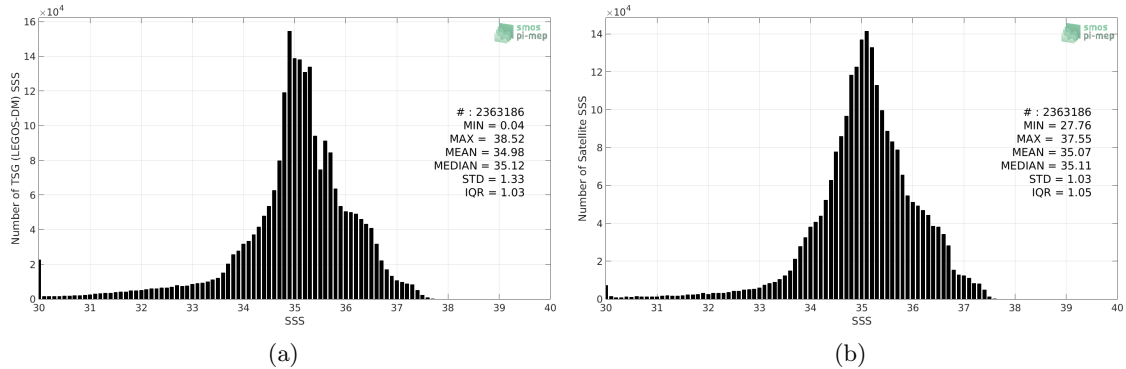 ×10⁴
16
14
12
10
8
6
4
2
0
Number of TSG (LEGOS-DM) SSS
smos
pi-mep
# : 2363186
MIN = 0.04
MAX = 38.52
MEAN = 34.98
MEDIAN = 35.12
STD = 1.33
IQR = 1.03
30 31 32 33 34 35 36 37 38 39 40
SSS
(a)
×10⁴
14
12
10
8
6
4
2
0
Number of Satellite SSS
smos
pi-mep
# : 2363186
MIN = 27.76
MAX = 37.55
MEAN = 35.07
MEDIAN = 35.11
STD = 1.03
IQR = 1.05
30 31 32 33 34 35 36 37 38 39 40
SSS
(b)